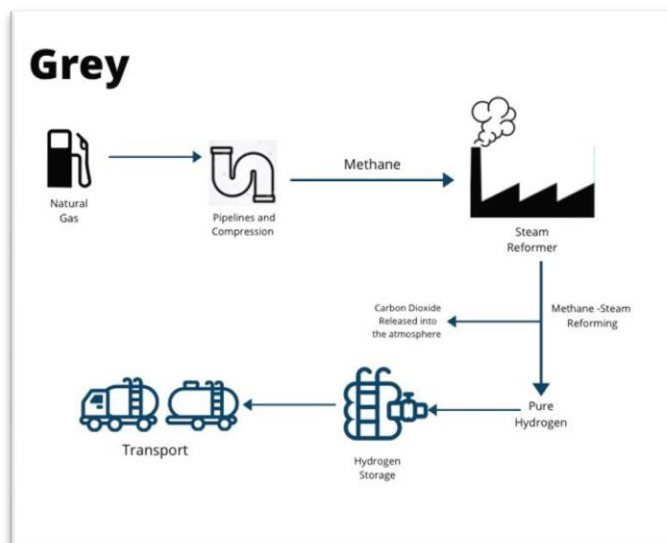 Grey
Natural
Gas
Pipelines and
Compression
Methane
Steam
Reformer
Carbon Dioxide
Released into
the atmosphere
Methane -Steam
Reforming
Pure
Hydrogen
Hydrogen
Storage
Transport